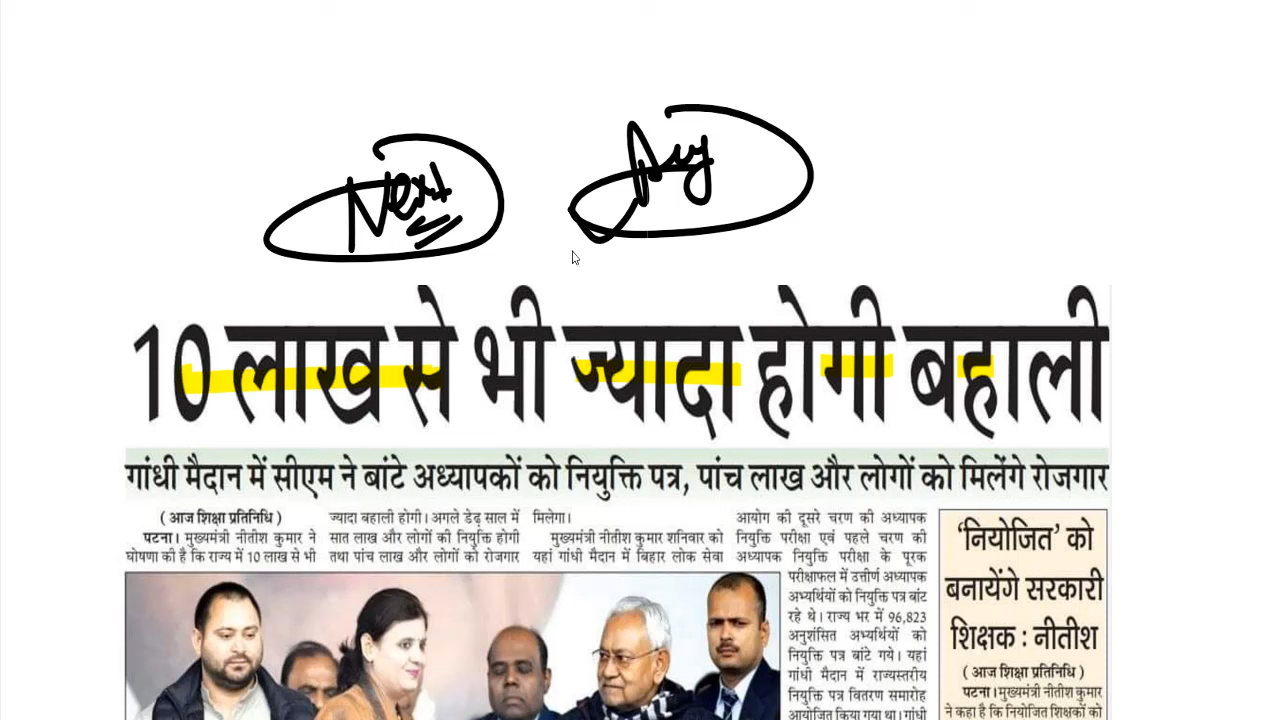 Next
10 लाख से भी ज्यादा होगी बहाली
गांधी मैदान में सीएम ने बांटे अध्यापकों को नियुक्ति पत्र, पांच लाख और लोगों को मिलेंगे रोजगार
( आज शिक्षा प्रतिनिधि )
पटना। मुख्यमंत्री नीतीश कुमार ने
घोषणा की है कि राज्य में 10 लाख से भी
ज्यादा बहाली होगी। अगले डेढ़ साल में
सात लाख और लोगों की नियुक्ति होगी
तथा पांच लाख और लोगों को रोजगार
मिलेगा।
मुख्यमंत्री नीतीश कुमार शनिवार को
यहां गांधी मैदान में बिहार लोक सेवा
आयोग की दूसरे चरण की अध्यापक
नियुक्ति परीक्षा एवं पहले चरण की
अध्यापक नियुक्ति परीक्षा के पूरक
परीक्षाफल में उत्तीर्ण अध्यापक
अभ्यर्थियों को नियुक्ति पत्र बांट
रहे थे। राज्य भर में 96,823
अनुशंसित अभ्यर्थियों को
नियुक्ति पत्र बांटे गये। यहां
गांधी मैदान में राज्यस्तरीय
नियुक्ति पत्र वितरण समारोह
आयोजित किया गया था। गांधी
'नियोजित' को
बनायेंगे सरकारी
शिक्षक : नीतीश
( आज शिक्षा प्रतिनिधि )
पटना। मुख्यमंत्री नीतीश कुमार
ने कहा है कि नियोजित शिक्षकों को